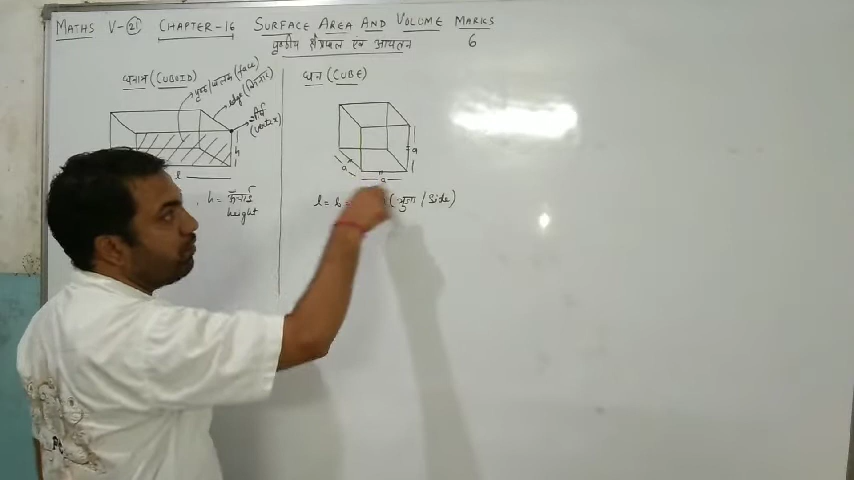 MATHS V-21 CHAPTER-16 SURFACE AREA AND VOLUME MARKS
पृष्ठीय क्षेत्रफल एवं आयतन 6
घनाभ (CUBOID)
पृष्ठ/फलक (face)
edge (किनारा)
शीर्ष
(vertex)
h
l
h = ऊँचाई
height
घन (CUBE)
a
a
a
l = b = (भुजा / Side)